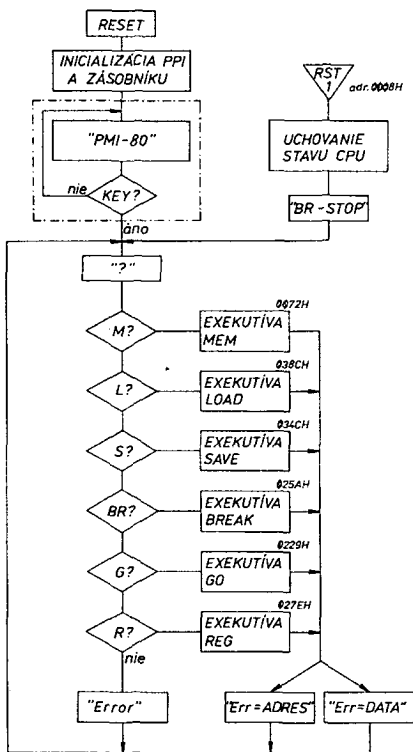 RESET
INICIALIZÁCIA PPI
A ZÁSOBNÍKU
"PMI-80"
nie
KEY?
áno
RST
1
adr. 0008H
UCHOVANIE
STAVU CPU
"BR-STOP"
"?"
M?
0072H
EXEKUTÍVA
MEM
L?
038CH
EXEKUTÍVA
LOAD
S?
034CH
EXEKUTÍVA
SAVE
BR?
025AH
EXEKUTÍVA
BREAK
G?
0229H
EXEKUTÍVA
GO
R?
027EH
EXEKUTÍVA
REG
nie
"Error"
"Err=ADRES"
"Err=DATA"